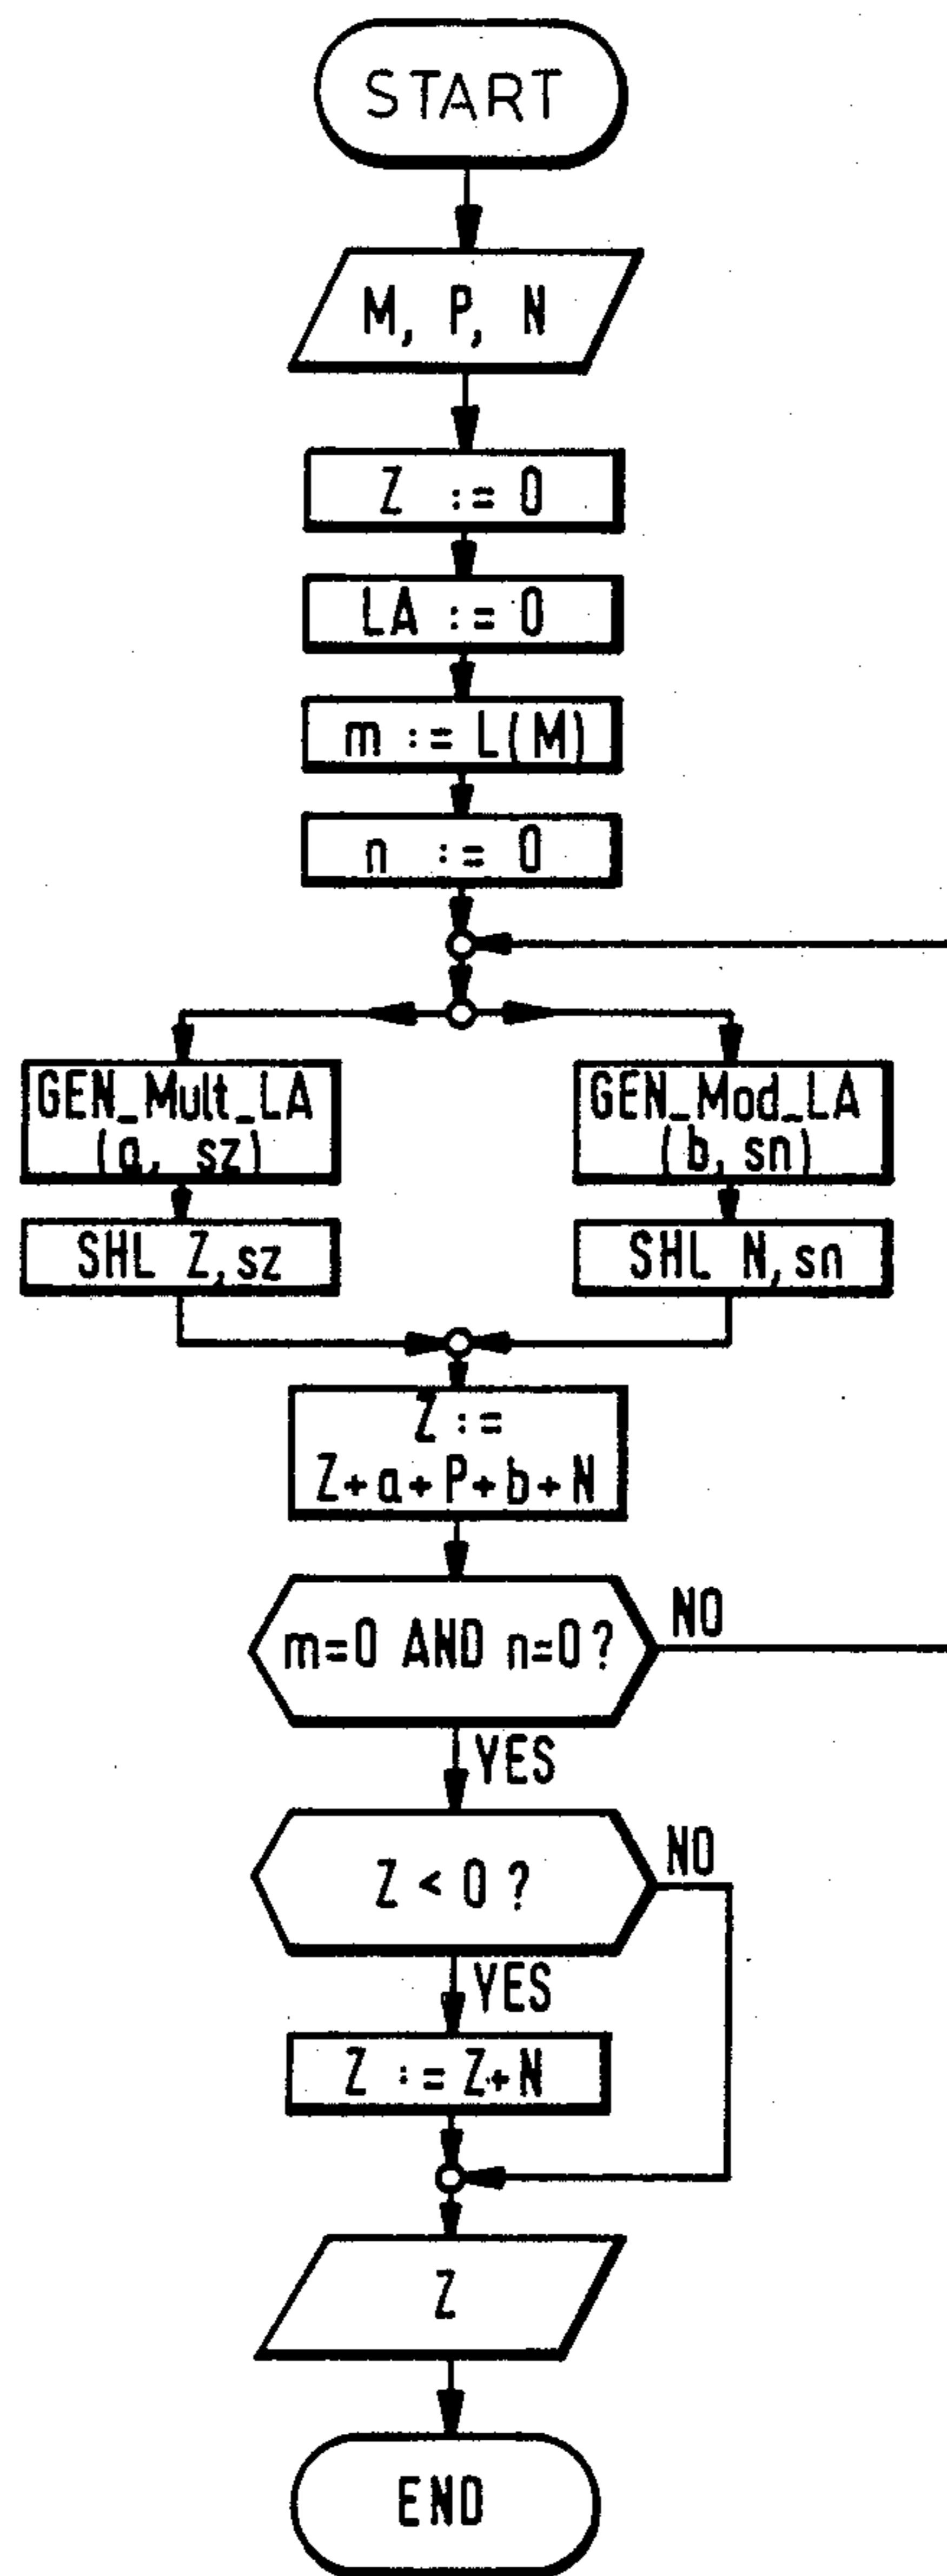 START
M, P, N
Z := 0
LA := 0
m := L(M)
n := 0
GEN_Mult_LA
(a, sz)
GEN_Mod_LA
(b, sn)
SHL Z, sz
SHL N, sn
Z :=
Z+a+P+b+N
m=0 AND n=0 ?
NO
YES
Z < 0 ?
NO
YES
Z := Z+N
Z
END